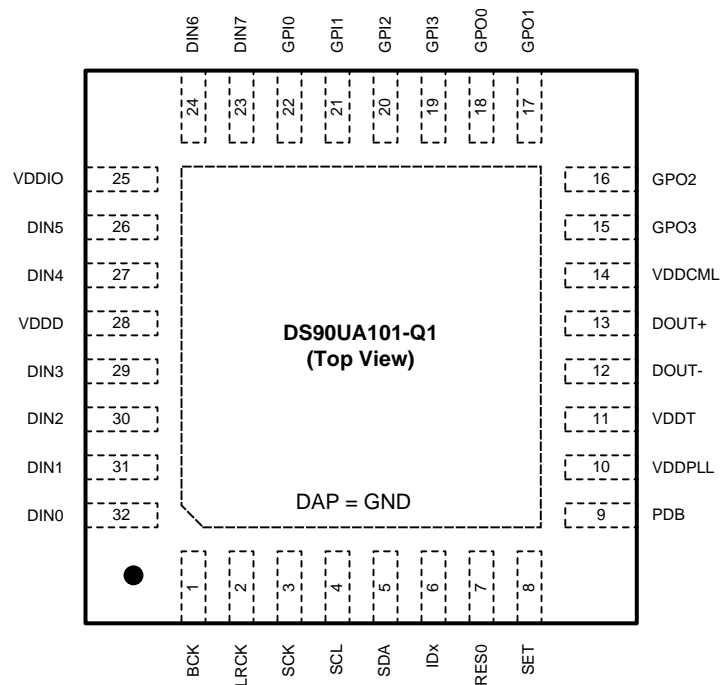 DIN6
DIN7
GPI0
GPI1
GPI2
GPI3
GPO0
GPO1
24
23
22
21
20
19
18
17
VDDIO
25
16
GPO2
DIN5
26
15
GPO3
DIN4
27
14
VDDCML
VDDD
28
13
DOUT+
DS90UA101-Q1
(Top View)
DIN3
29
12
DOUT-
DIN2
30
11
VDDT
DIN1
31
10
VDDPLL
DAP = GND
DIN0
32
9
PDB
1
2
3
4
5
6
7
8
BCK
LRCK
SCK
SCL
SDA
IDx
RES0
SET